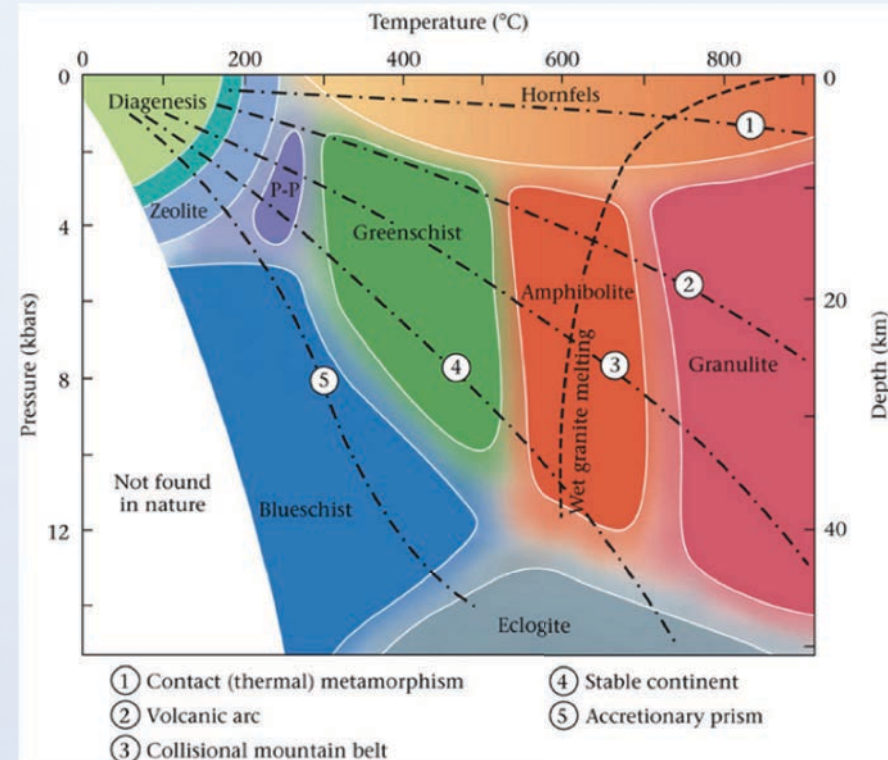 Temperature (°C)
0 200 400 600 800
0
4
8
12
Pressure (kbars)
0
20
40
Depth (km)
Diagenesis
Hornfels
1
Zeolite
P-P
Greenschist
Amphibolite
2
Granulite
3
4
5
Wet granite melting
Not found
in nature
Blueschist
Eclogite
1 Contact (thermal) metamorphism
2 Volcanic arc
3 Collisional mountain belt
4 Stable continent
5 Accretionary prism